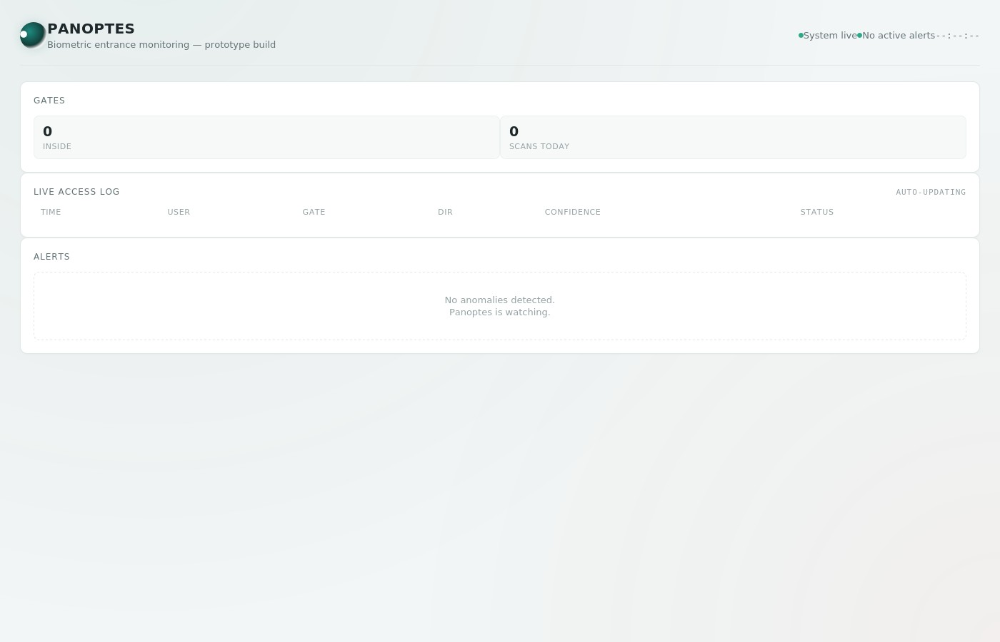 PANOPTES
Biometric entrance monitoring — prototype build
System live No active alerts --:--:--
GATES
0
INSIDE
0
SCANS TODAY
LIVE ACCESS LOG
AUTO-UPDATING
TIME USER GATE DIR CONFIDENCE STATUS
ALERTS
No anomalies detected.
Panoptes is watching.